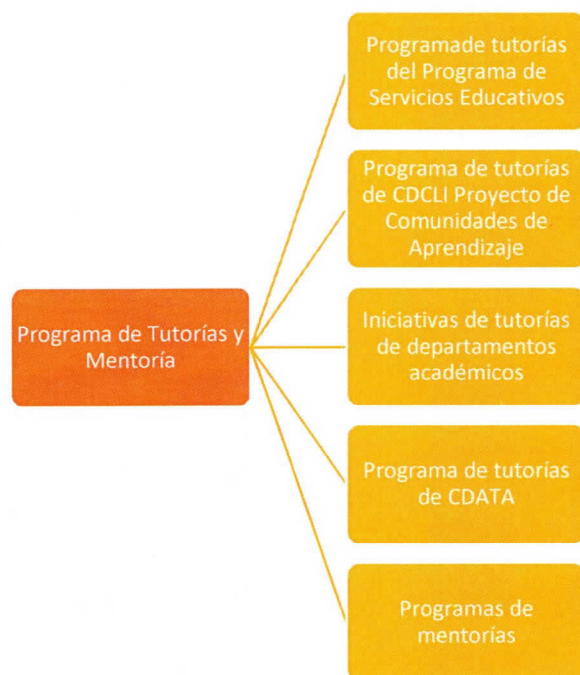 Programade tutorías
del Programa de
Servicios Educativos
Programa de tutorías
de CDCLI Proyecto de
Comunidades de
Aprendizaje
Programa de Tutorías y
Mentoría
Iniciativas de tutorías
de departamentos
académicos
Programa de tutorías
de CDATA
Programas de
mentorías